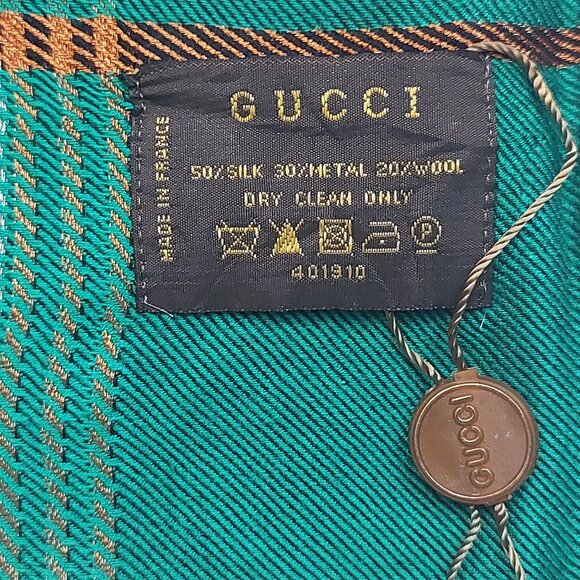 GUCCI
MADE IN FRANCE
50% SILK 30% METAL 20% WOOL
DRY CLEAN ONLY
P
401910
GUCCI